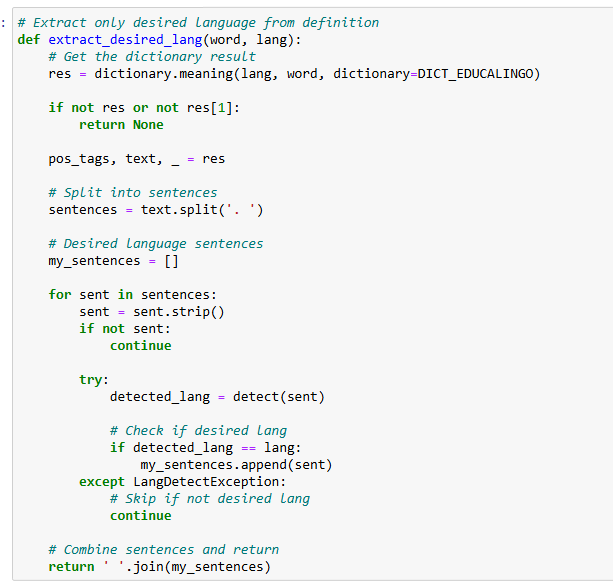 : # Extract only desired language from definition
def extract_desired_lang(word, lang):
    # Get the dictionary result
    res = dictionary.meaning(lang, word, dictionary=DICT_EDUCALINGO)

    if not res or not res[1]:
        return None

    pos_tags, text, _ = res

    # Split into sentences
    sentences = text.split('. ')

    # Desired language sentences
    my_sentences = []

    for sent in sentences:
        sent = sent.strip()
        if not sent:
            continue

        try:
            detected_lang = detect(sent)

            # Check if desired lang
            if detected_lang == lang:
                my_sentences.append(sent)
        except LangDetectException:
            # Skip if not desired lang
            continue

    # Combine sentences and return
    return ' '.join(my_sentences)